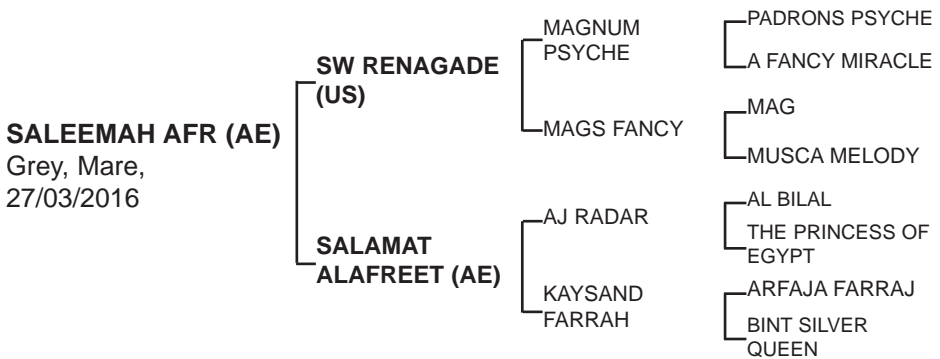 SALEEMAH AFR (AE)
Grey, Mare,
27/03/2016
SW RENAGADE
(US)
SALAMAT
ALAFREET (AE)
MAGNUM
PSYCHE
MAGS FANCY
AJ RADAR
KAYSAND
FARRAH
PADRONS PSYCHE
A FANCY MIRACLE
MAG
MUSCA MELODY
AL BILAL
THE PRINCESS OF
EGYPT
ARFAJA FARRAJ
BINT SILVER
QUEEN